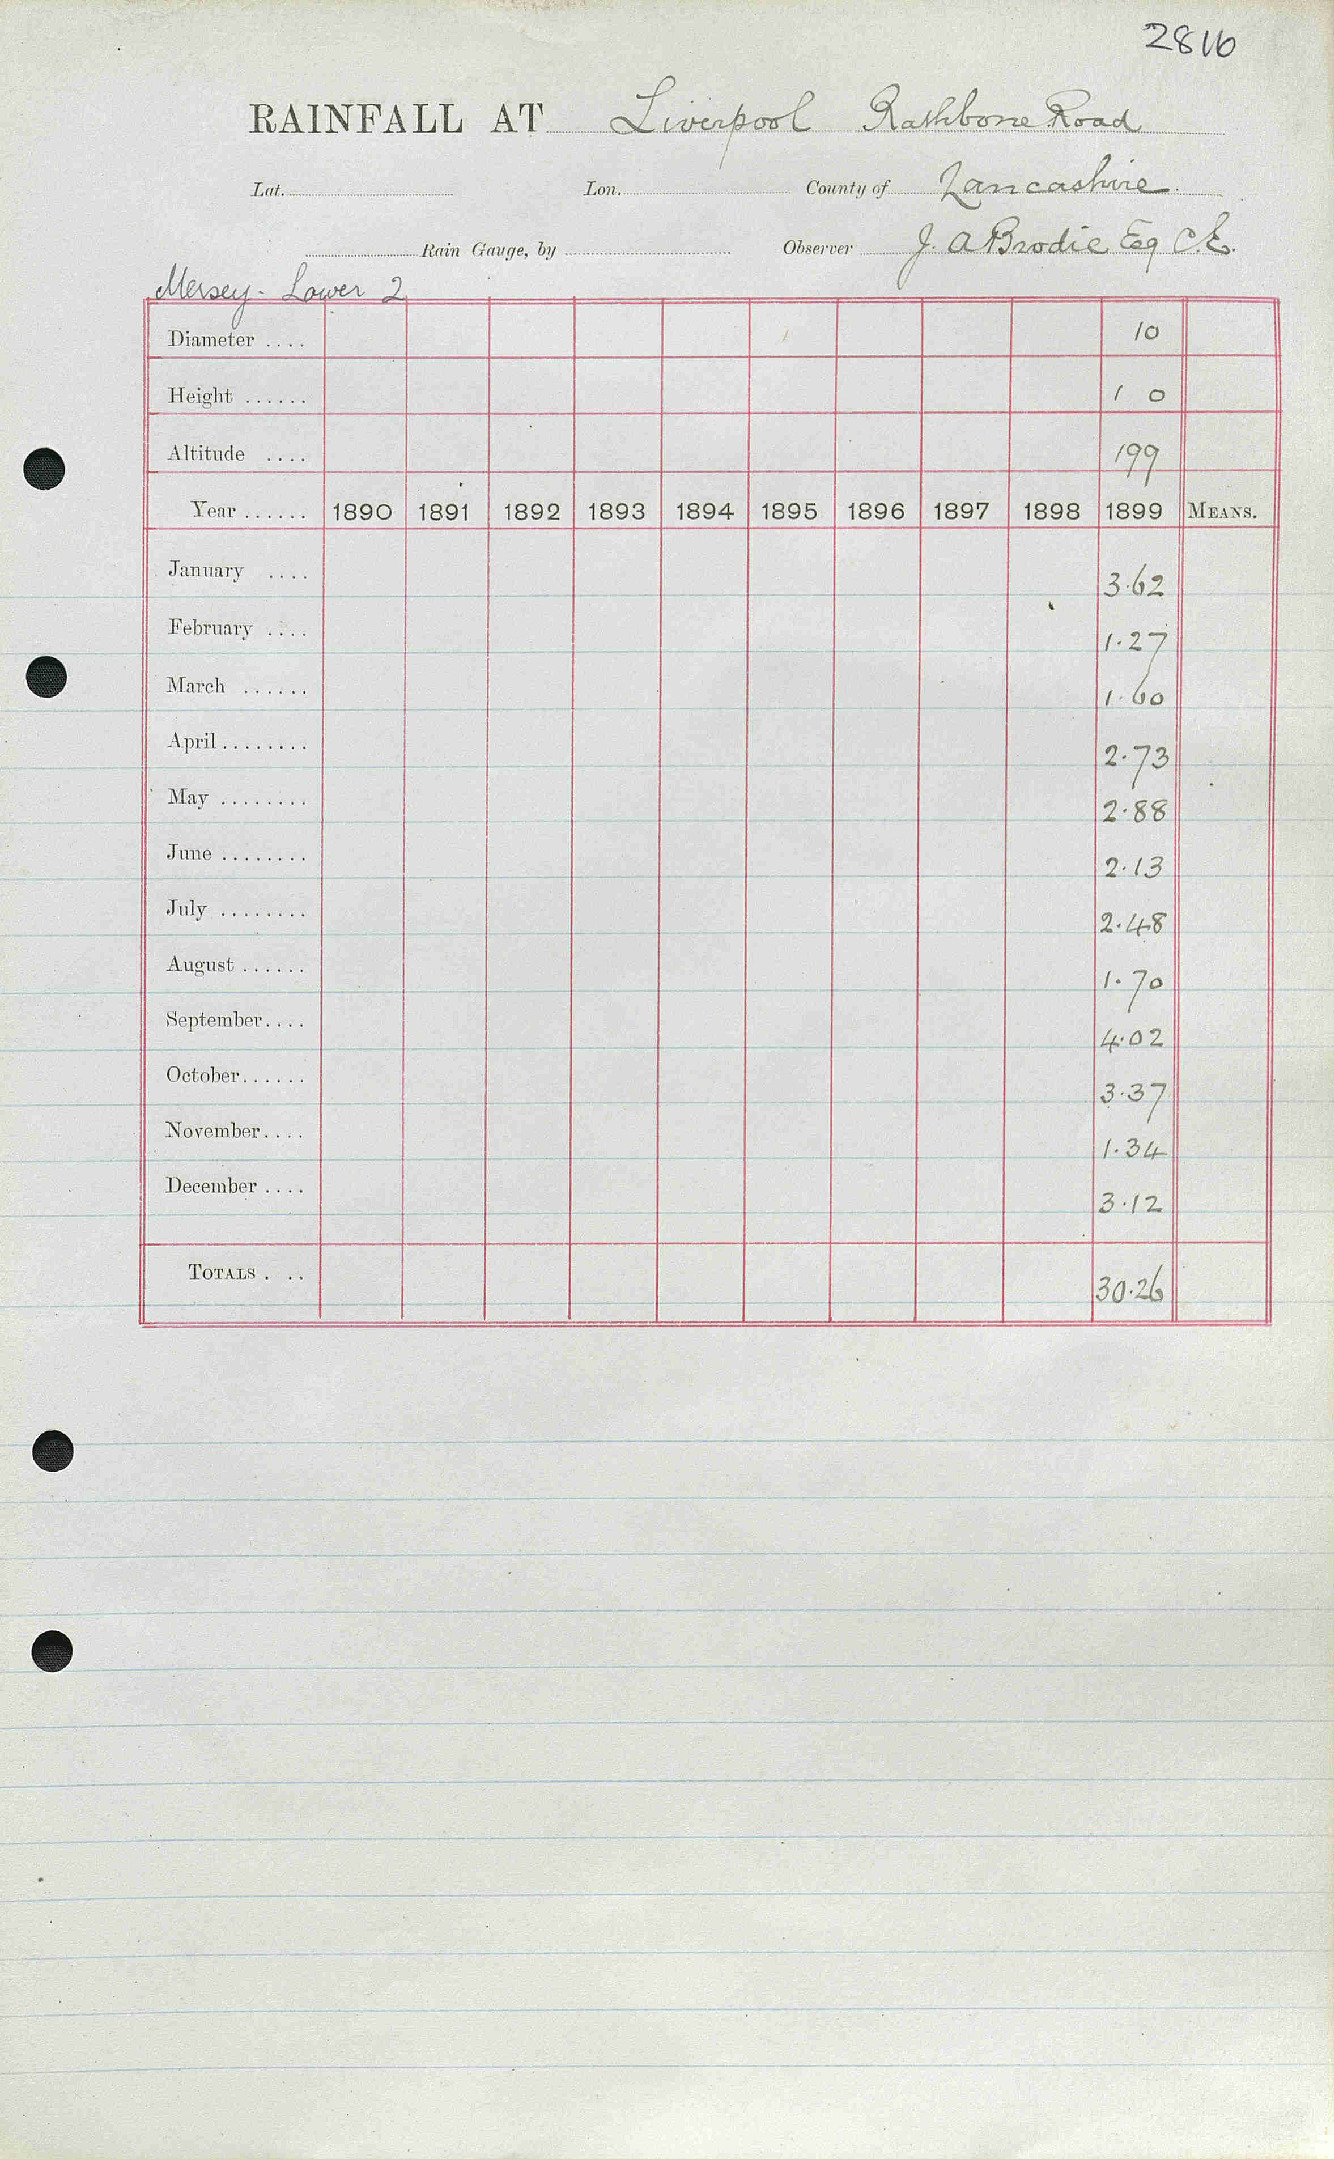 2816
RAINFALL AT Liverpool Rathbone Road
Lat. Lon. County of Lancashire.
Rain Gauge, by Observer J. A Brodie Esq C.E.
Mersey - Lower 2
Diameter .... 10
Height ...... 1 0
Altitude .... 199
Year ...... 1890 1891 1892 1893 1894 1895 1896 1897 1898 1899 MEANS.
January .... 3.62
February .... 1.27
March ...... 1.60
April ........ 2.73
May ........ 2.88
June ........ 2.13
July ........ 2.48
August ...... 1.70
September .... 4.02
October ...... 3.37
November .... 1.34
December .... 3.12
TOTALS . .. 30.26